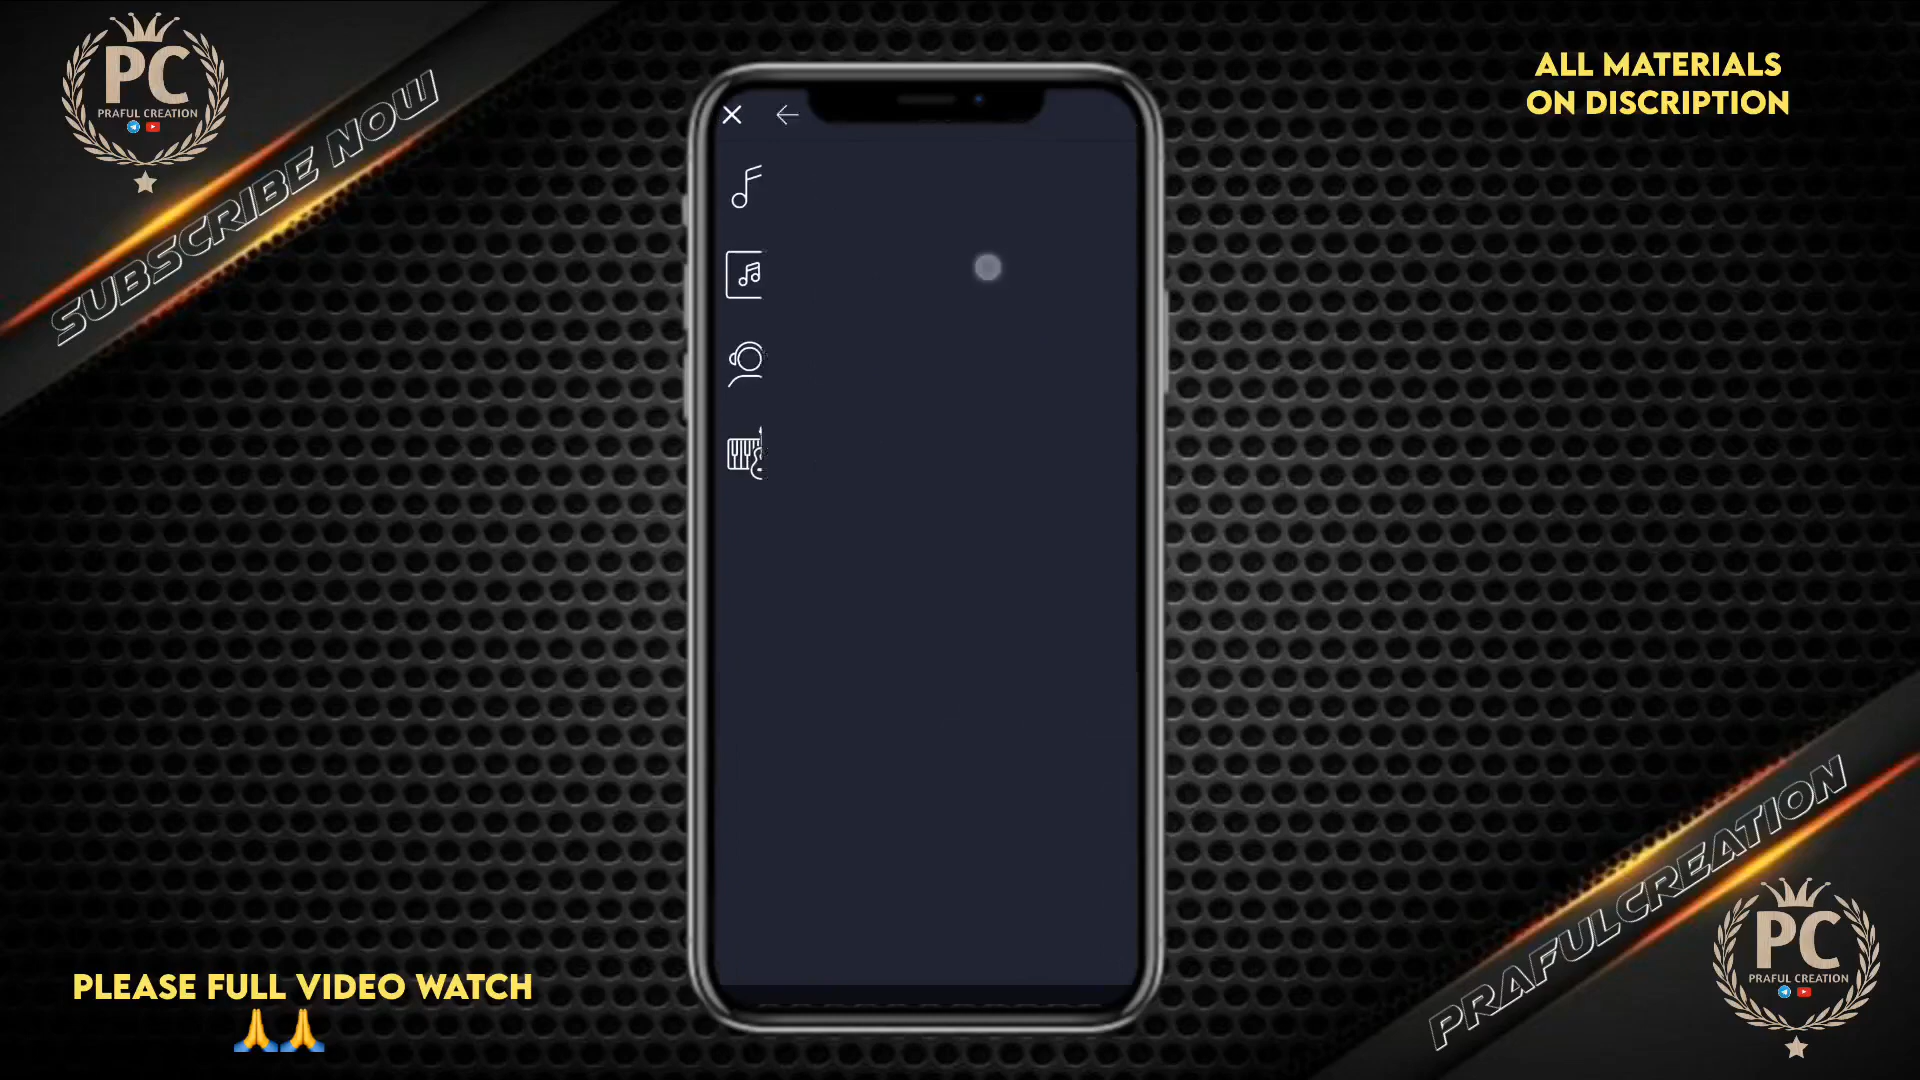 PC
PRAFUL CREATION
SUBSCRIBE NOW
ALL MATERIALS
ON DISCRIPTION
PLEASE FULL VIDEO WATCH
🙏🙏
PRAFULCREATION
PC
PRAFUL CREATION